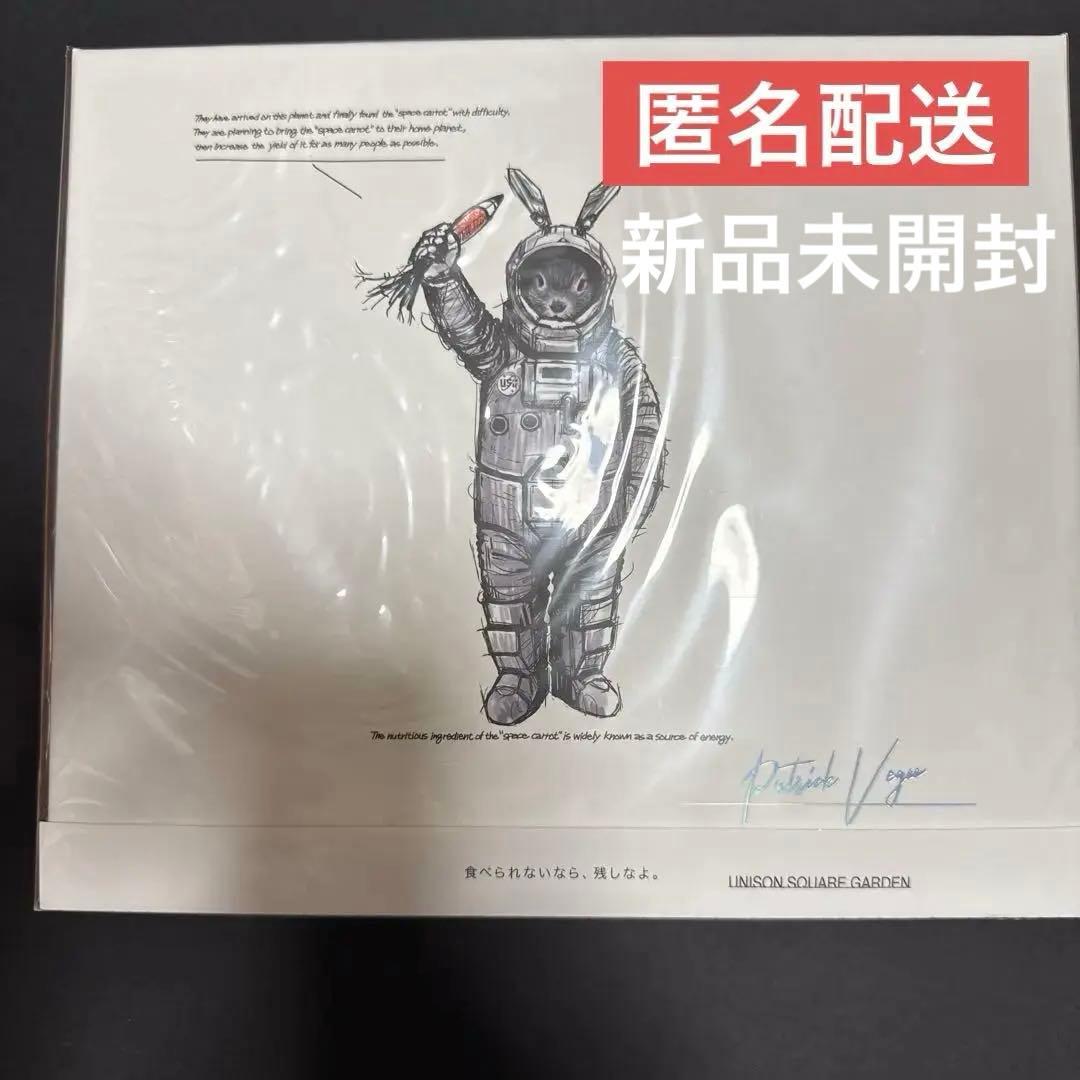 匿名配送
新品未開封
They have arrived on this planet and finally found the "space carrot" with difficulty.
They are planning to bring the "space carrot" to their home planet,
then increase the yield of it for as many people as possible.
USG
The nutritious ingredient of the "space carrot" is widely known as a source of energy.
Patrick Vegee
食べられないなら、残しなよ。
UNISON SQUARE GARDEN